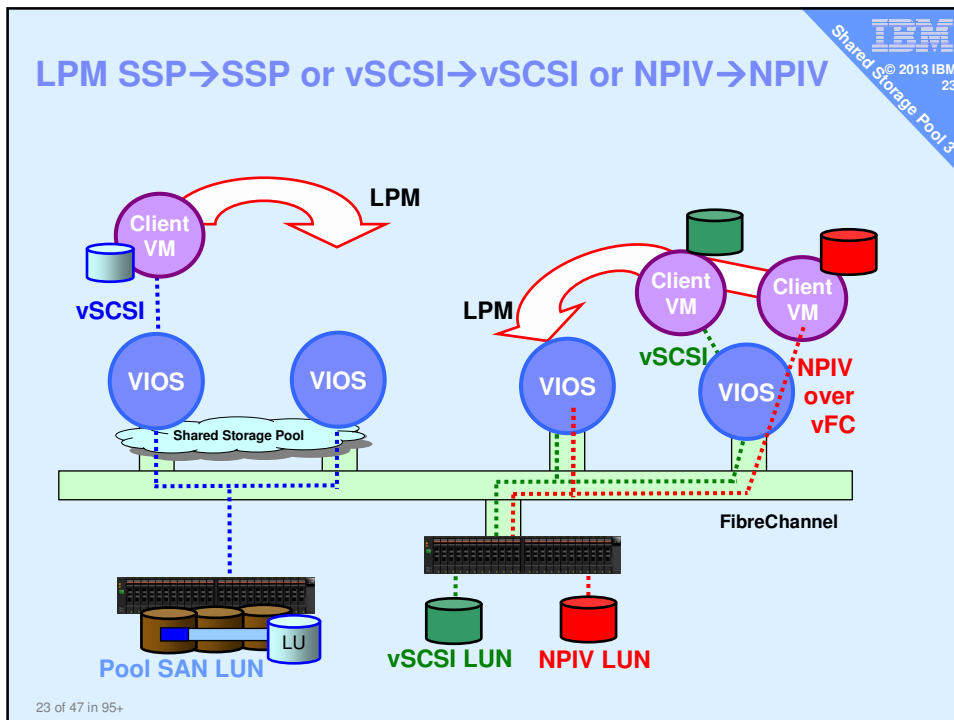 LPM SSP→SSP or vSCSI→vSCSI or NPIV→NPIV
IBM
© 2013 IBM
23
Shared Storage Pool 3
Client
VM
LPM
vSCSI
VIOS
VIOS
Shared Storage Pool
Client
VM
Client
VM
LPM
vSCSI
VIOS
VIOS
NPIV
over
vFC
FibreChannel
LU
Pool SAN LUN
vSCSI LUN
NPIV LUN
23 of 47 in 95+